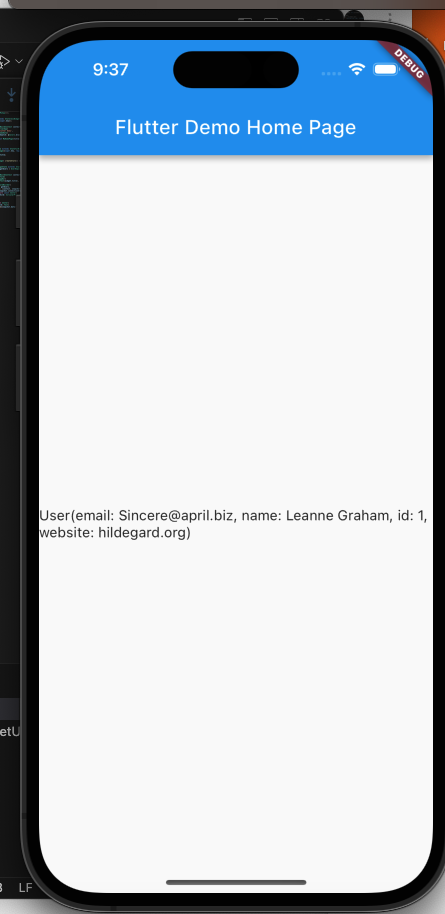 9:37
DEBUG
Flutter Demo Home Page
User(email: Sincere@april.biz, name: Leanne Graham, id: 1,
website: hildegard.org)
etU
LF